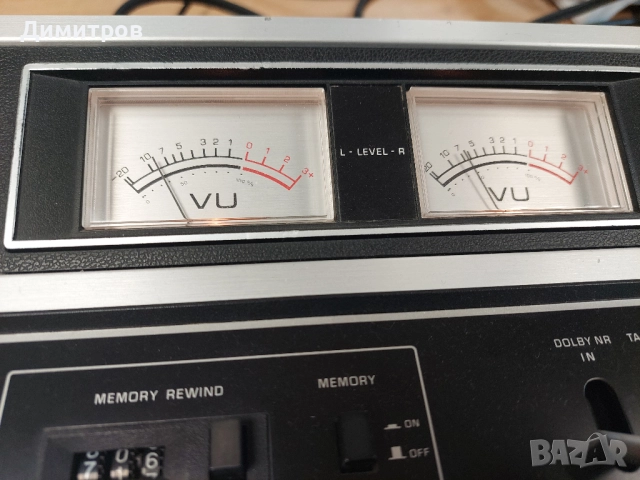 Димитров
20 10 7 5 3 2 1 0 1 2 3+
VU
L - LEVEL - R
20 10 7 5 3 2 1 0 1 2
VU
DOLBY NR
IN
TA
MEMORY REWIND
MEMORY
ON
OFF
BAZAR